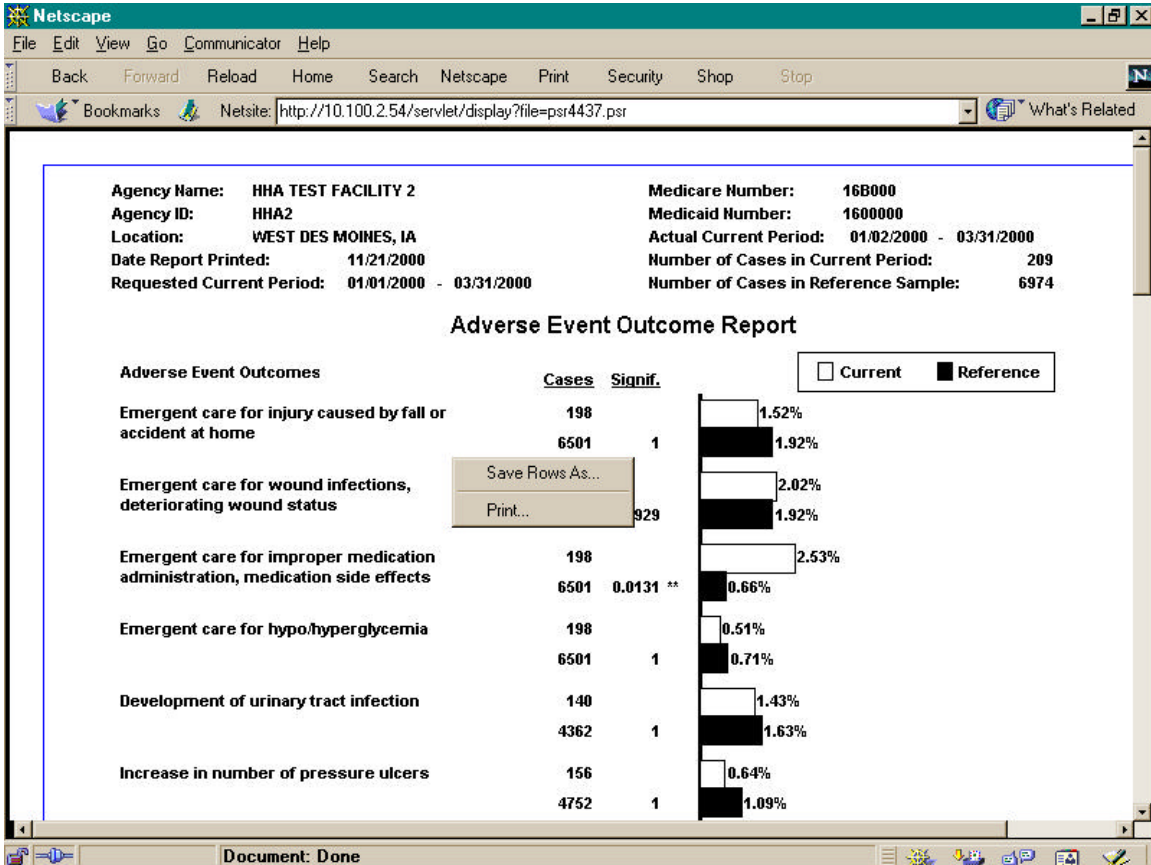 Netscape
File Edit View Go Communicator Help
Back Forward Reload Home Search Netscape Print Security Shop Stop N
Bookmarks Netsite: http://10.100.2.54/servlet/display?file=psr4437.psr What's Related
Agency Name: HHA TEST FACILITY 2 Medicare Number: 16B000
Agency ID: HHA2 Medicaid Number: 1600000
Location: WEST DES MOINES, IA Actual Current Period: 01/02/2000 - 03/31/2000
Date Report Printed: 11/21/2000 Number of Cases in Current Period: 209
Requested Current Period: 01/01/2000 - 03/31/2000 Number of Cases in Reference Sample: 6974
Adverse Event Outcome Report
Adverse Event Outcomes Cases Signif. Current Reference
Emergent care for injury caused by fall or 198 1.52%
accident at home
6501 1 1.92%
Save Rows As...
Emergent care for wound infections, 2.02%
deteriorating wound status
Print... 929 1.92%
Emergent care for improper medication 198 2.53%
administration, medication side effects
6501 0.0131 ** 0.66%
Emergent care for hypo/hyperglycemia 198 0.51%
6501 1 0.71%
Development of urinary tract infection 140 1.43%
4362 1 1.63%
Increase in number of pressure ulcers 156 0.64%
4752 1 1.09%
Document: Done